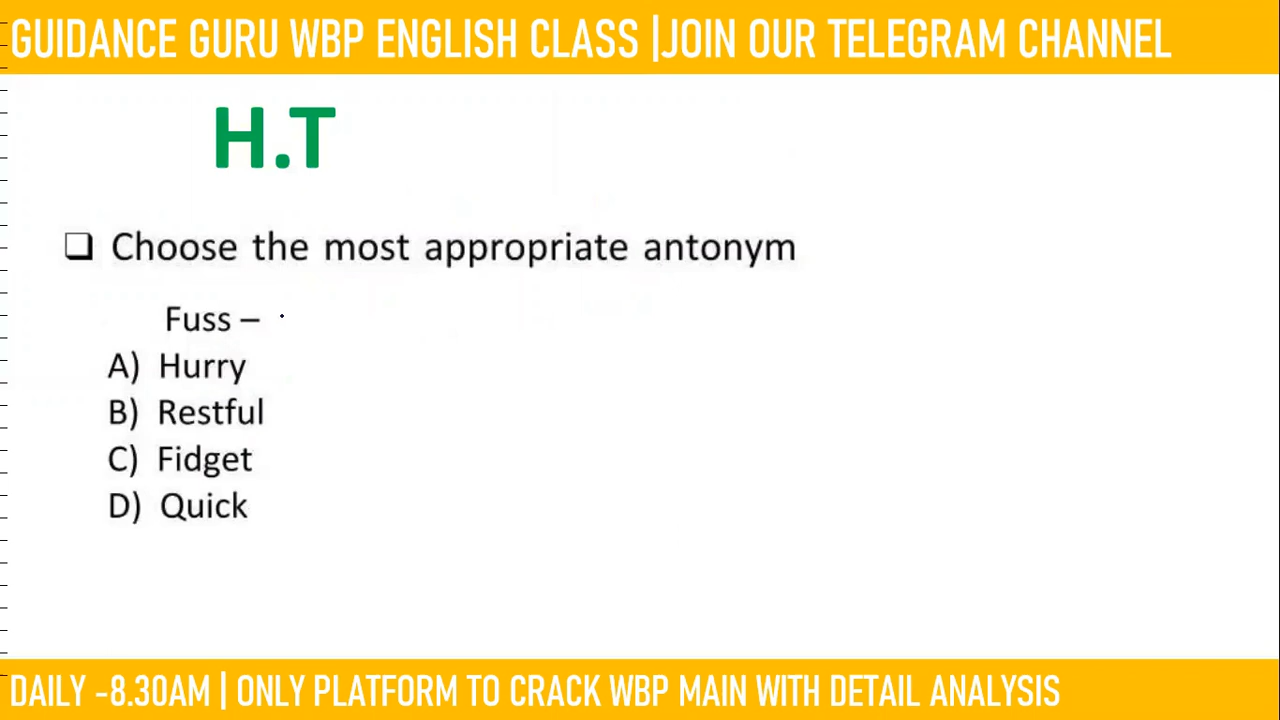 GUIDANCE GURU WBP ENGLISH CLASS |JOIN OUR TELEGRAM CHANNEL
H.T
❑ Choose the most appropriate antonym
Fuss –
A) Hurry
B) Restful
C) Fidget
D) Quick
DAILY -8.30AM | ONLY PLATFORM TO CRACK WBP MAIN WITH DETAIL ANALYSIS